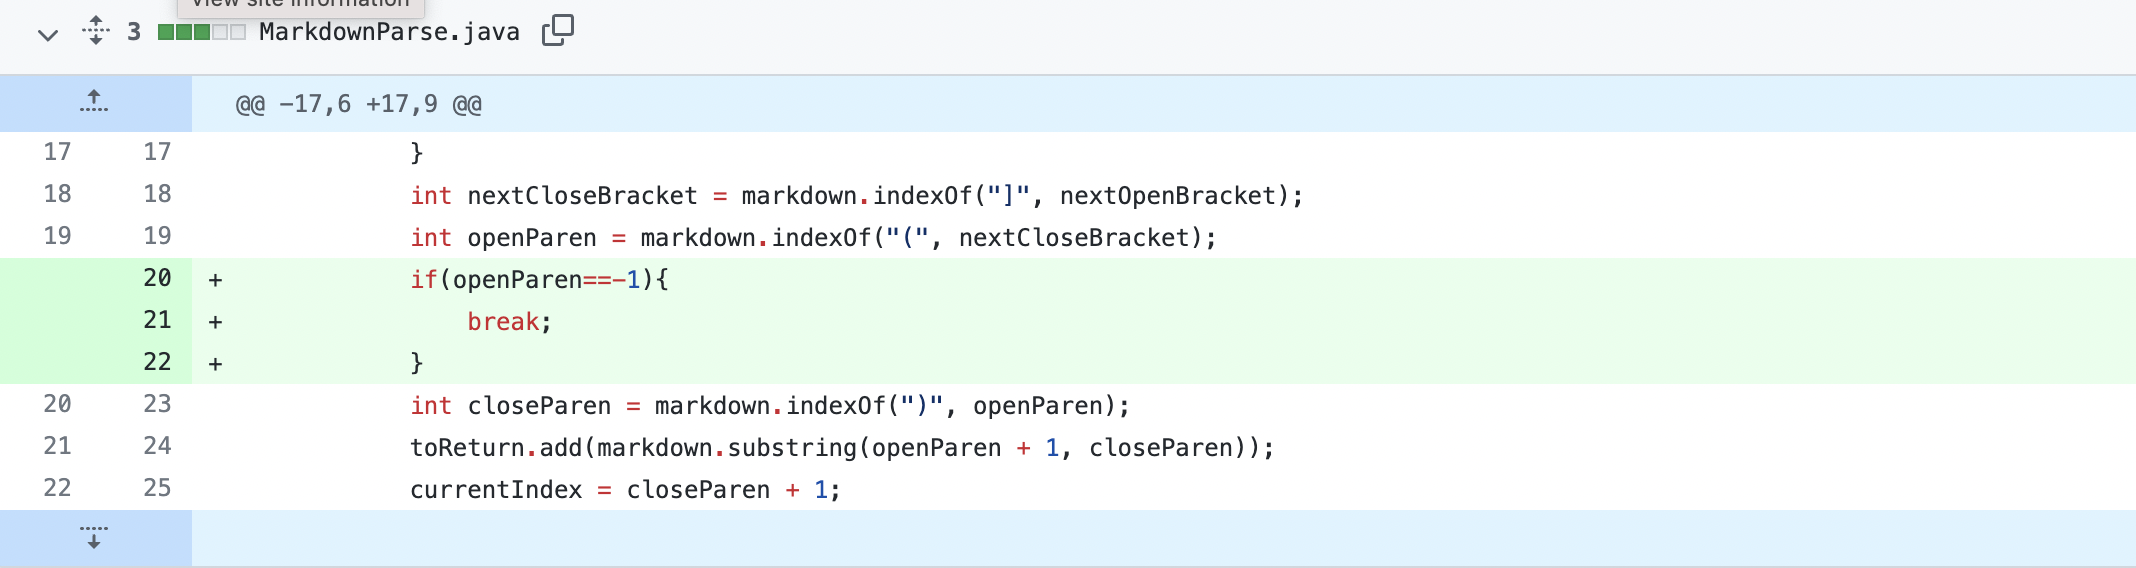 View site information
3 MarkdownParse.java
@@ -17,6 +17,9 @@
17 17 }
18 18 int nextCloseBracket = markdown.indexOf("]", nextOpenBracket);
19 19 int openParen = markdown.indexOf("(", nextCloseBracket);
20 + if(openParen==-1){
21 + break;
22 + }
20 23 int closeParen = markdown.indexOf(")", openParen);
21 24 toReturn.add(markdown.substring(openParen + 1, closeParen));
22 25 currentIndex = closeParen + 1;